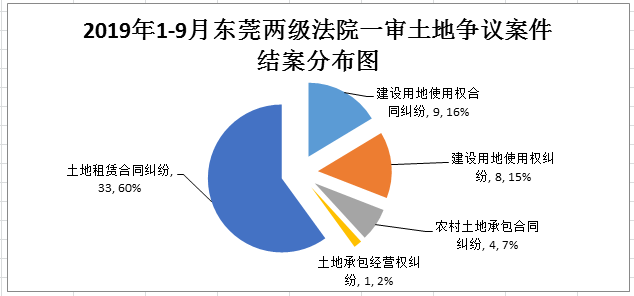 2019年1-9月东莞两级法院一审土地争议案件
结案分布图
建设用地使用权合
同纠纷, 9, 16%
建设用地使用权纠
纷, 8, 15%
农村土地承包合同
纠纷, 4, 7%
土地承包经营权纠
纷, 1, 2%
土地租赁合同纠纷,
33, 60%